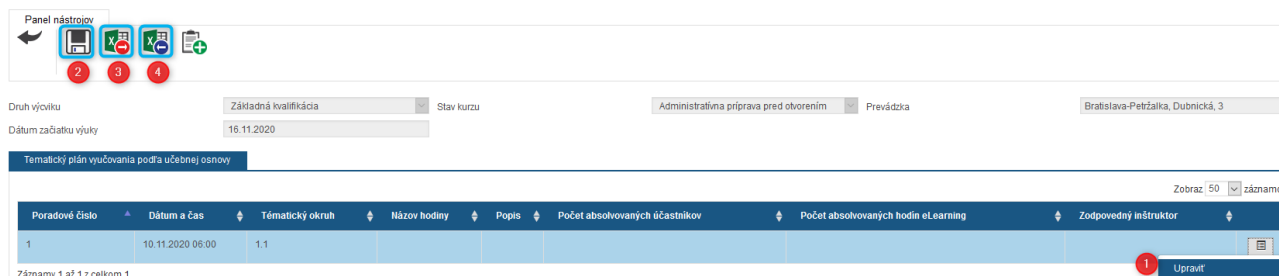 Panel nástrojov
2 3 4
Druh výcviku Základná kvalifikácia Stav kurzu Administratívna príprava pred otvorením Prevádzka Bratislava-Petržalka, Dubnická, 3
Dátum začiatku výuky 16.11.2020
Tematický plán vyučovania podľa učebnej osnovy
Zobraz 50 záznamo
Poradové číslo Dátum a čas Tématický okruh Názov hodiny Popis Počet absolvovaných účastníkov Počet absolvovaných hodín eLearning Zodpovedný inštruktor
1 10.11.2020 06:00 1.1
1 Upraviť
Záznamy 1 až 1 z celkom 1